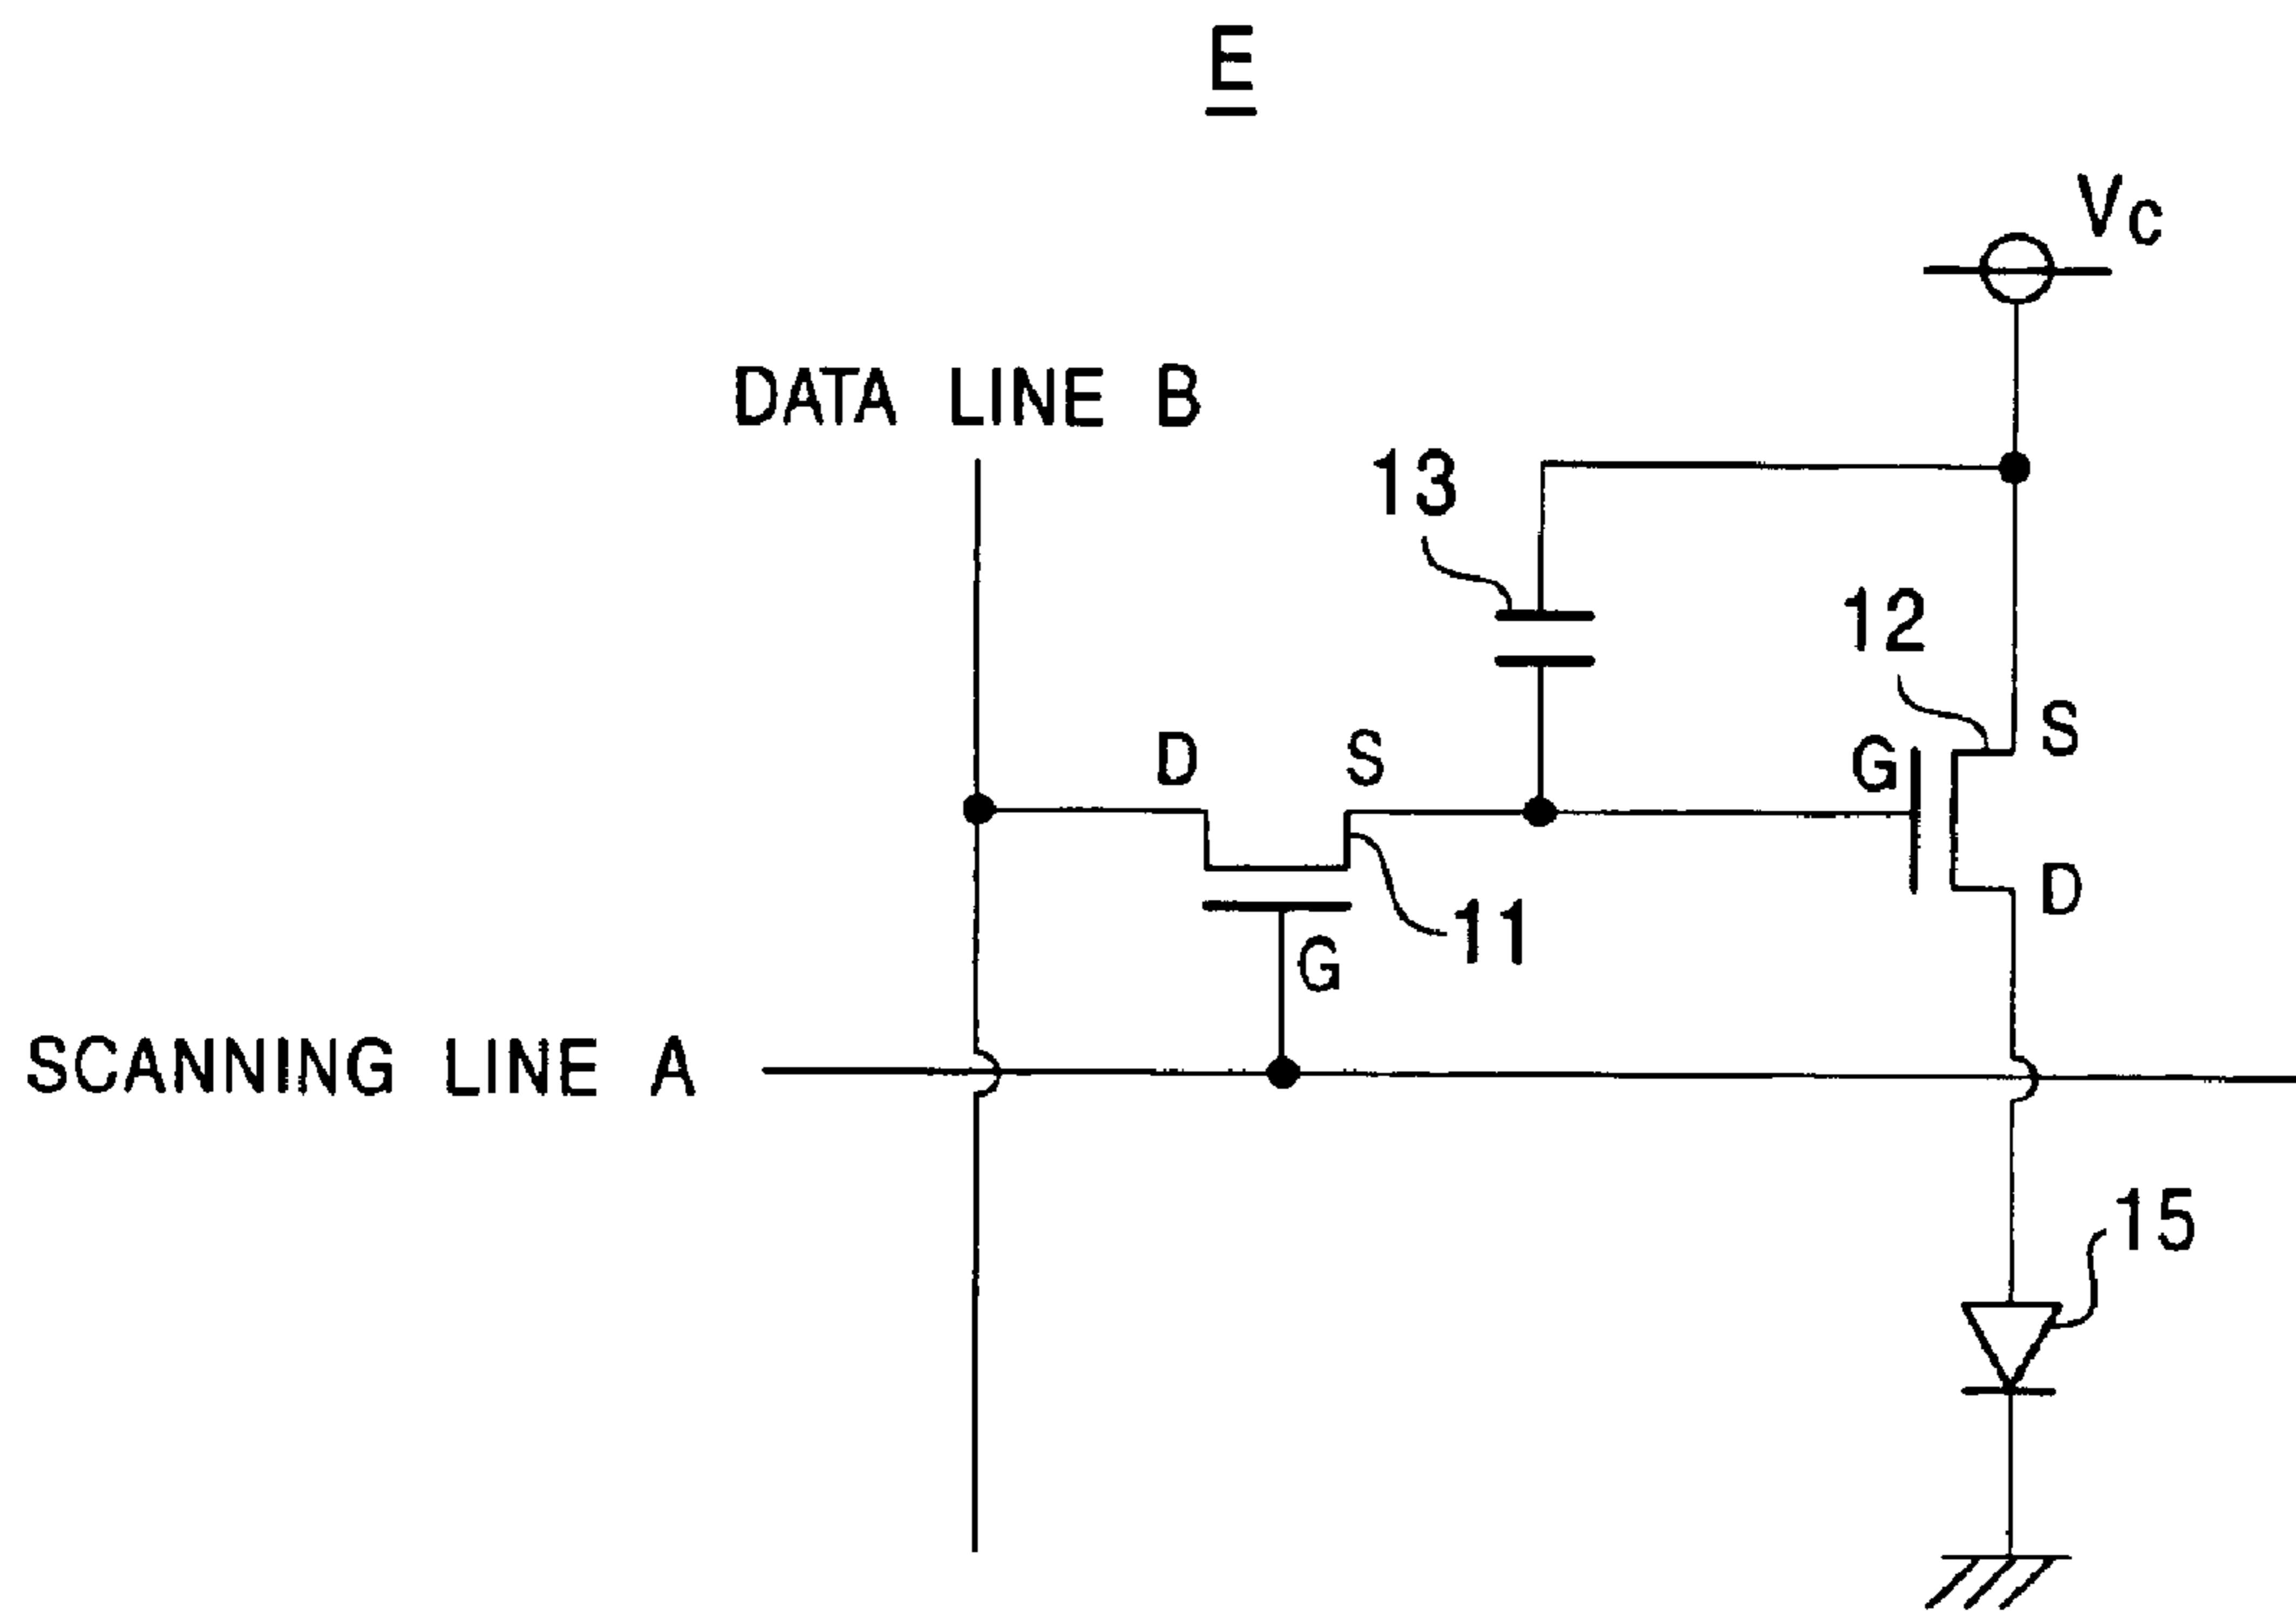 E
Vc
DATA LINE B
13
12
D S
G S
D
11
G
SCANNING LINE A
15